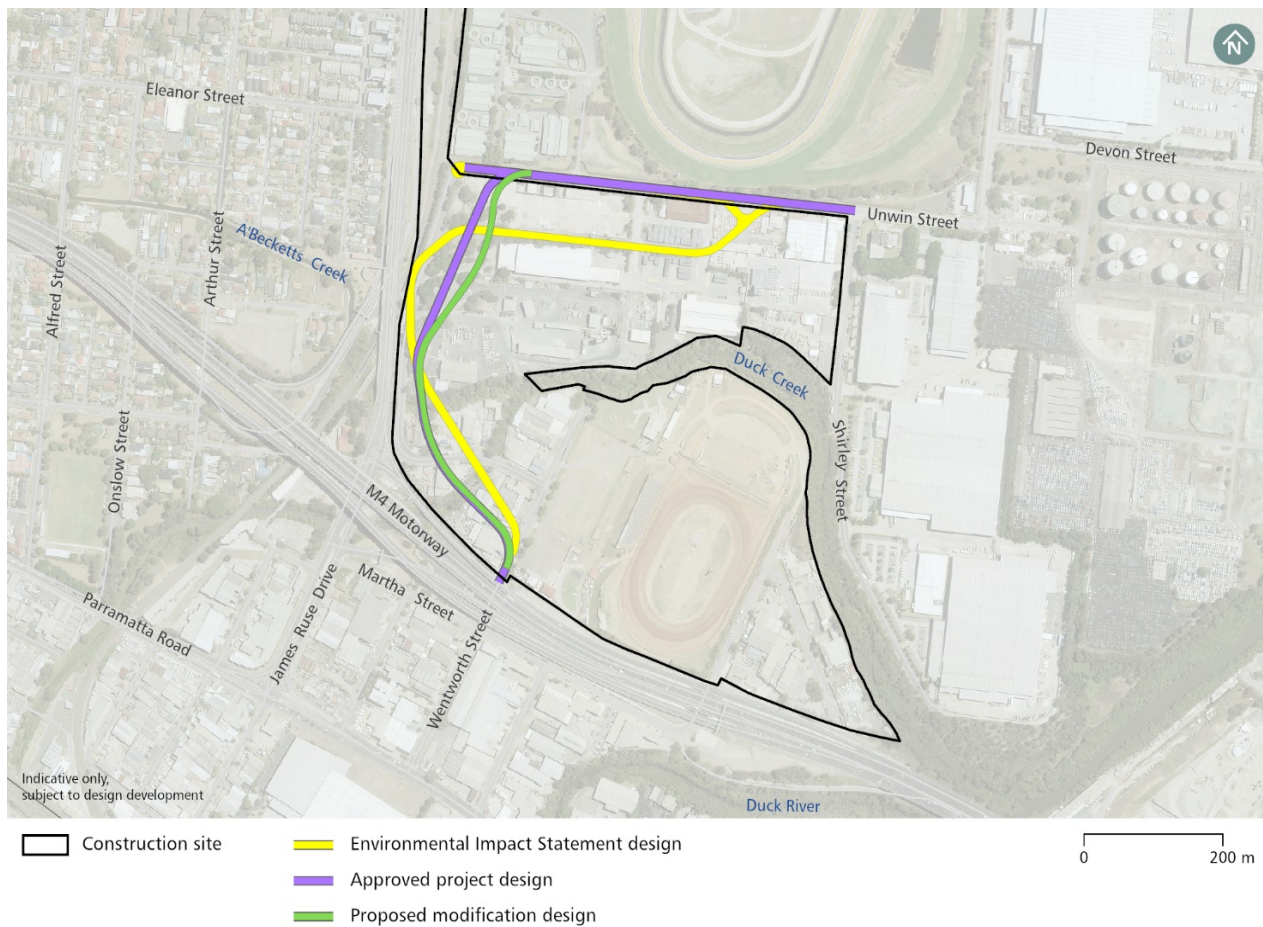 N
Eleanor Street
Devon Street
Unwin Street
A'Becketts Creek
Arthur Street
Alfred Street
Duck Creek
Onslow Street
Shirley Street
M4 Motorway
Martha Street
James Ruse Drive
Parramatta Road
Wentworth Street
Indicative only,
subject to design development
Duck River
Construction site
Environmental Impact Statement design
Approved project design
Proposed modification design
0
200 m